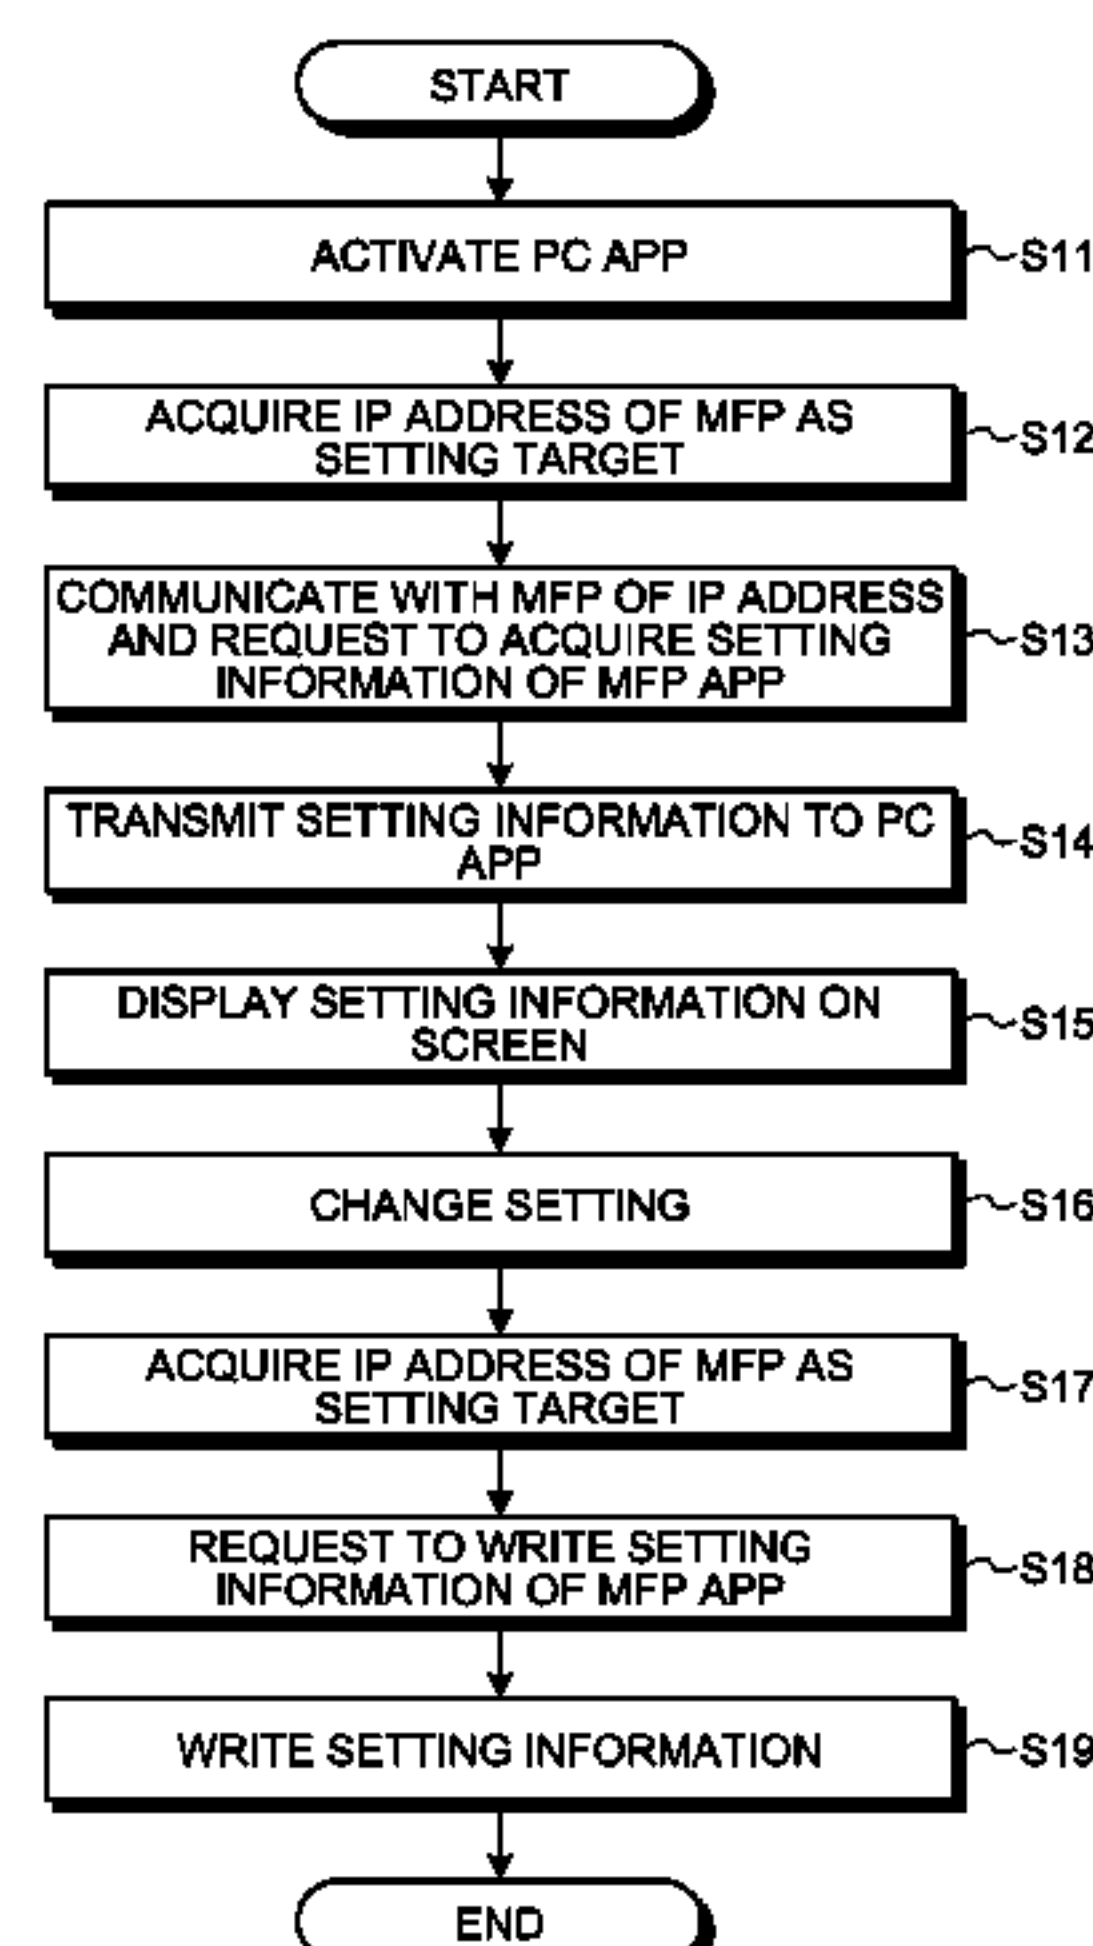 START
ACTIVATE PC APP
S11
ACQUIRE IP ADDRESS OF MFP AS
SETTING TARGET
S12
COMMUNICATE WITH MFP OF IP ADDRESS
AND REQUEST TO ACQUIRE SETTING
INFORMATION OF MFP APP
S13
TRANSMIT SETTING INFORMATION TO PC
APP
S14
DISPLAY SETTING INFORMATION ON
SCREEN
S15
CHANGE SETTING
S16
ACQUIRE IP ADDRESS OF MFP AS
SETTING TARGET
S17
REQUEST TO WRITE SETTING
INFORMATION OF MFP APP
S18
WRITE SETTING INFORMATION
S19
END